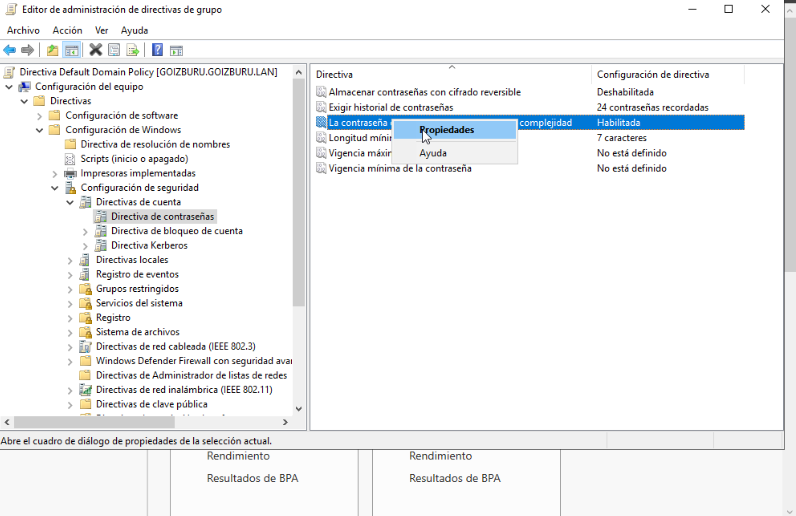 Editor de administración de directivas de grupo
Archivo Acción Ver Ayuda
Directiva Default Domain Policy [GOIZBURU.GOIZBURU.LAN]
Configuración del equipo
Directivas
Configuración de software
Configuración de Windows
Directiva de resolución de nombres
Scripts (inicio o apagado)
Impresoras implementadas
Configuración de seguridad
Directivas de cuenta
Directiva de contraseñas
Directiva de bloqueo de cuenta
Directiva Kerberos
Directivas locales
Registro de eventos
Grupos restringidos
Servicios del sistema
Registro
Sistema de archivos
Directivas de red cableada (IEEE 802.3)
Windows Defender Firewall con seguridad avan
Directivas de Administrador de listas de redes
Directivas de red inalámbrica (IEEE 802.11)
Directivas de clave pública
Directiva Configuración de directiva
Almacenar contraseñas con cifrado reversible Deshabilitada
Exigir historial de contraseñas 24 contraseñas recordadas
La contraseña complejidad Habilitada
Longitud mínim 7 caracteres
Vigencia máxim No está definido
Vigencia mínima de la contraseña No está definido
Propiedades
Ayuda
Abre el cuadro de diálogo de propiedades de la selección actual.
Rendimiento Rendimiento
Resultados de BPA Resultados de BPA